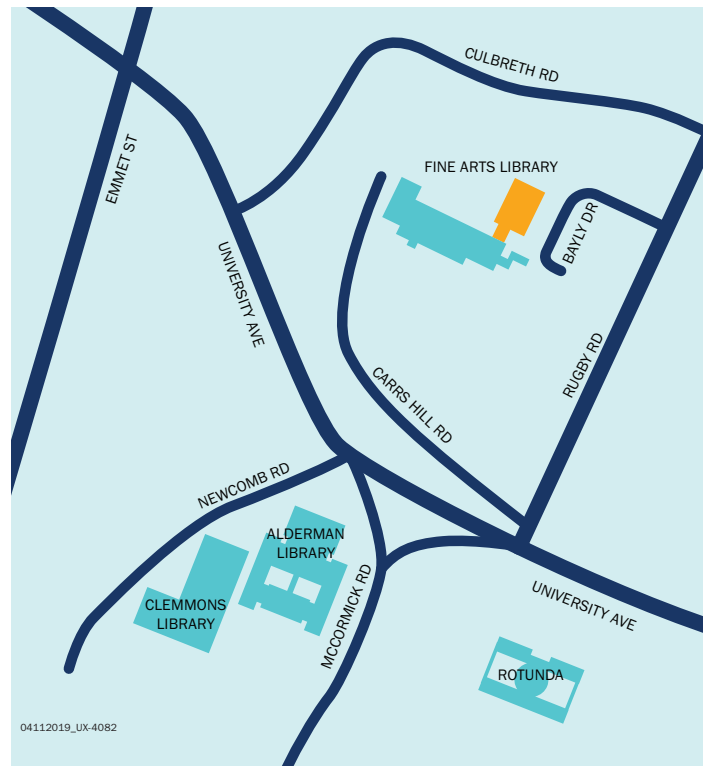 CULBRETH RD
EMMET ST
FINE ARTS LIBRARY
BAYLY DR
UNIVERSITY AVE
RUGBY RD
CARRS HILL RD
NEWCOMB RD
ALDERMAN
LIBRARY
MCCORMICK RD
CLEMMONS
LIBRARY
UNIVERSITY AVE
ROTUNDA
04112019_UX-4082